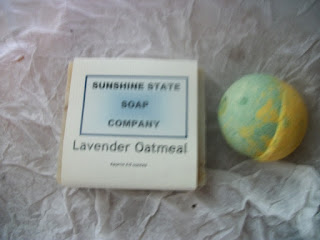 SUNSHINE STATE
SOAP
COMPANY
Lavender Oatmeal